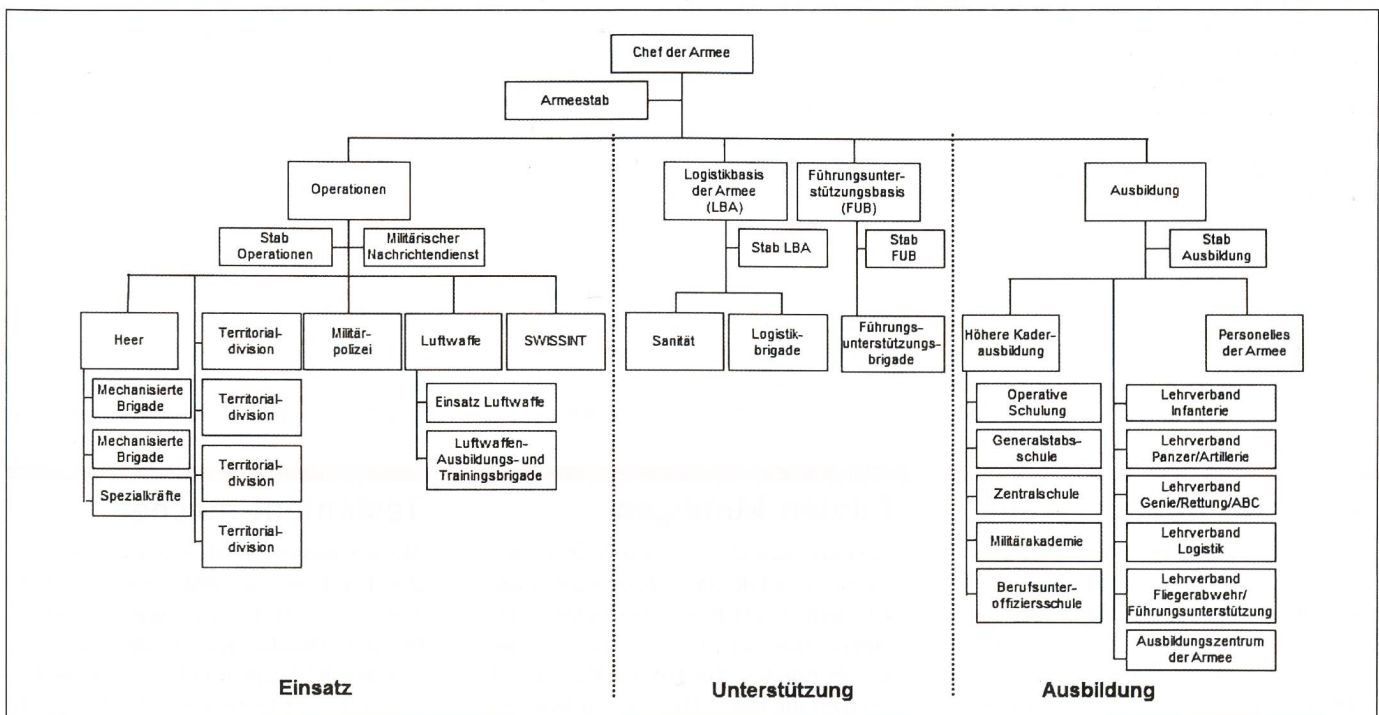 Chef der Armee
Armeestab
Operationen
Stab
Operationen
Militärischer
Nachrichtendienst
Heer
Mechanisierte
Brigade
Mechanisierte
Brigade
Spezialkräfte
Territorial-
division
Territorial-
division
Territorial-
division
Territorial-
division
Militär-
polizei
Luftwaffe
Einsatz Luftwaffe
Luftwaffen-
Ausbildungs- und
Trainingsbrigade
SWISSINT
Einsatz
Logistikbasis
der Armee
(LBA)
Stab LBA
Sanität
Logistik-
brigade
Führungsunter-
stützungsbasis
(FUB)
Stab
FUB
Führungs-
unterstützungs-
brigade
Unterstützung
Ausbildung
Stab
Ausbildung
Höhere Kader-
ausbildung
Operative
Schulung
Generalstabs-
schule
Zentralschule
Militärakademie
Berufsunter-
offiziersschule
Lehrverband
Infanterie
Lehrverband
Panzer/Artillerie
Lehrverband
Genie/Rettung/ABC
Lehrverband
Logistik
Lehrverband
Fliegerabwehr/
Führungsunterstützung
Ausbildungszentrum
der Armee
Personelles
der Armee
Ausbildung